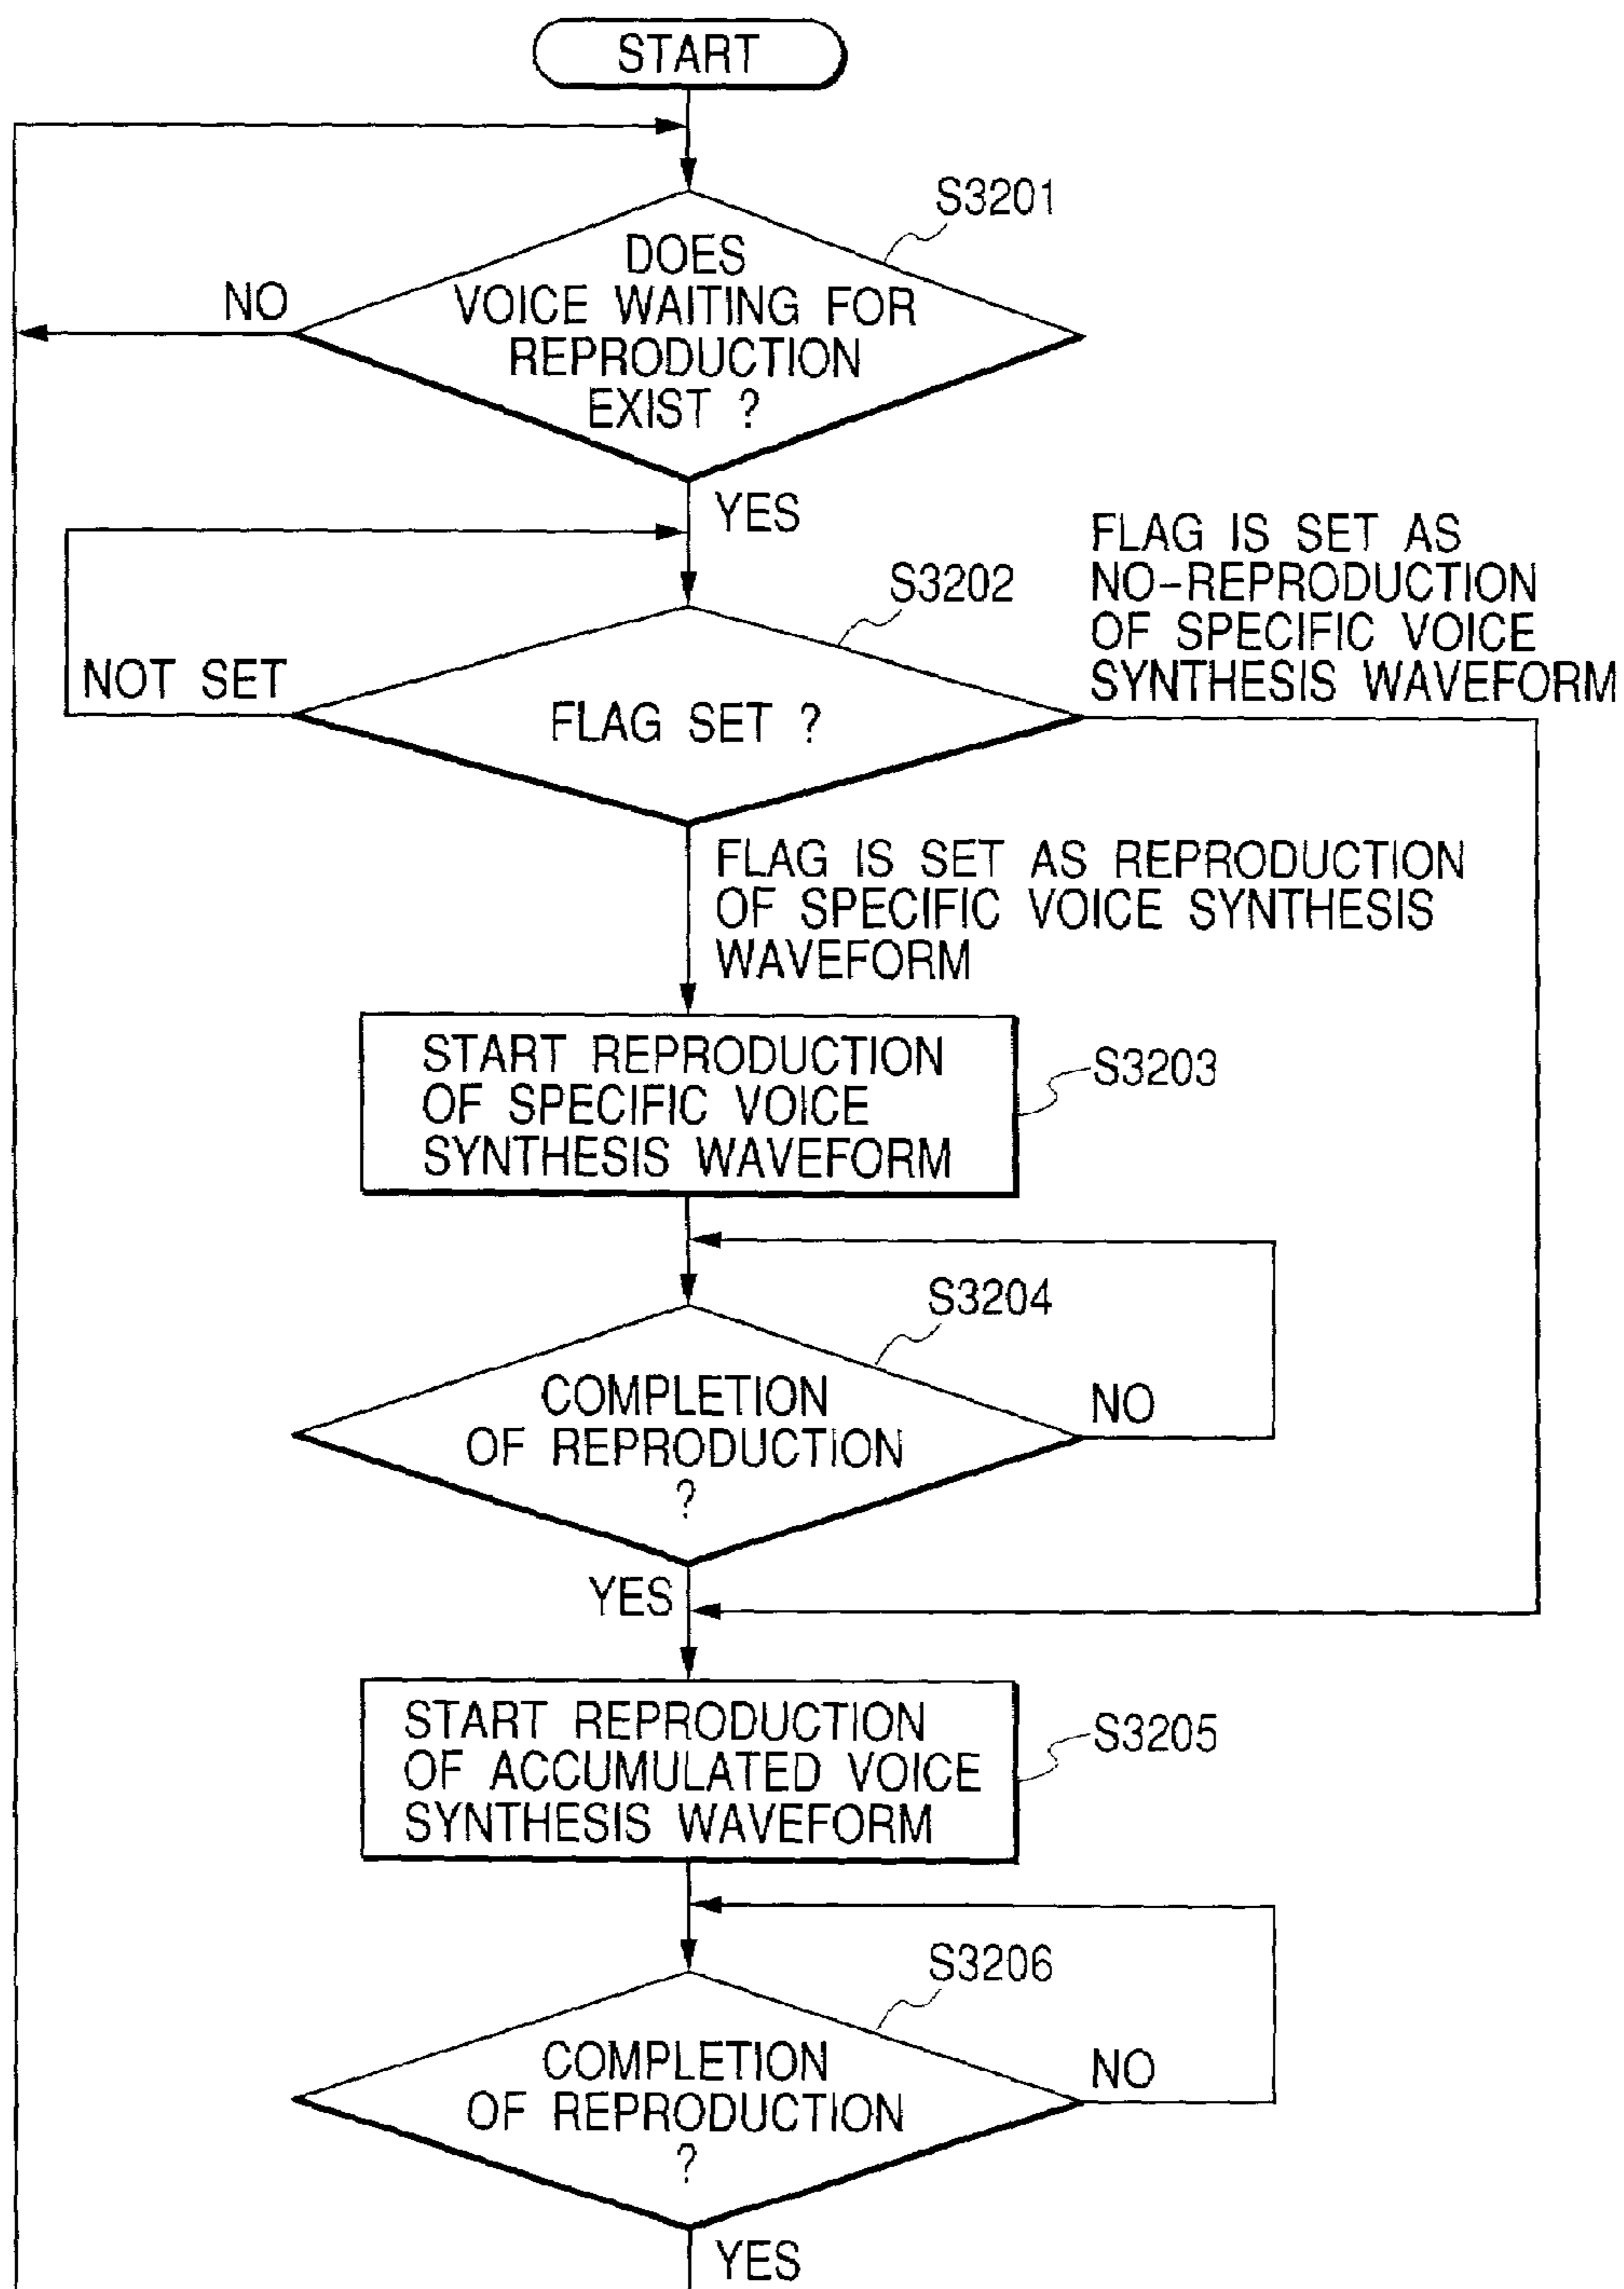 START
S3201
DOES
VOICE WAITING FOR
REPRODUCTION
EXIST ?
NO
YES
S3202
FLAG IS SET AS
NO-REPRODUCTION
OF SPECIFIC VOICE
SYNTHESIS WAVEFORM
NOT SET
FLAG SET ?
FLAG IS SET AS REPRODUCTION
OF SPECIFIC VOICE SYNTHESIS
WAVEFORM
START REPRODUCTION
OF SPECIFIC VOICE
SYNTHESIS WAVEFORM
S3203
S3204
COMPLETION
OF REPRODUCTION
?
NO
YES
START REPRODUCTION
OF ACCUMULATED VOICE
SYNTHESIS WAVEFORM
S3205
S3206
COMPLETION
OF REPRODUCTION
?
NO
YES